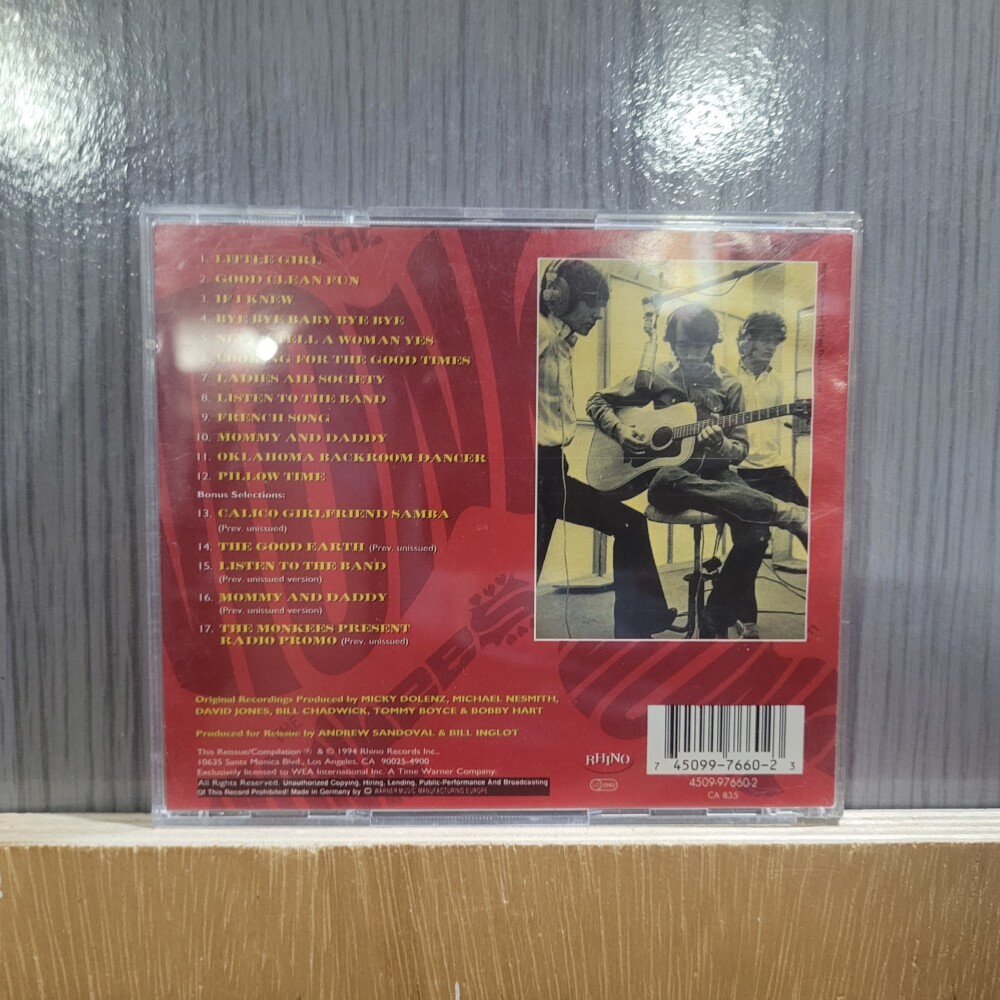 1. LITTLE GIRL
2. GOOD CLEAN FUN
3. IF I KNEW
4. BYE BYE BABY BYE BYE
TELL A WOMAN YES
FOR THE GOOD TIMES
7. LADIES AID SOCIETY
8. LISTEN TO THE BAND
9. FRENCH SONG
10. MOMMY AND DADDY
11. OKLAHOMA BACKROOM DANCER
12. PILLOW TIME
Bonus Selections:
13. CALICO GIRLFRIEND SAMBA
(Prev. unissued)
14. THE GOOD EARTH (Prev. unissued)
15. LISTEN TO THE BAND
(Prev. unissued version)
16. MOMMY AND DADDY
(Prev. unissued version)
17. THE MONKEES PRESENT
RADIO PROMO (Prev. unissued)
Original Recordings Produced by MICKY DOLENZ, MICHAEL NESMITH,
DAVID JONES, BILL CHADWICK, TOMMY BOYCE & BOBBY HART
Produced for Reissue by ANDREW SANDOVAL & BILL INGLOT
This Reissue/Compilation ℗ & © 1994 Rhino Records Inc.,
10635 Santa Monica Blvd., Los Angeles, CA 90025-4900
Exclusively licensed to WEA International Inc. A Time Warner Company.
All Rights Reserved. Unauthorized Copying, Hiring, Lending, Public-Performance And Broadcasting
Of This Record Prohibited! Made in Germany by WARNER MUSIC MANUFACTURING EUROPE
RHINO
7 45099-7660-2 3
4509-97660-2
CA 835